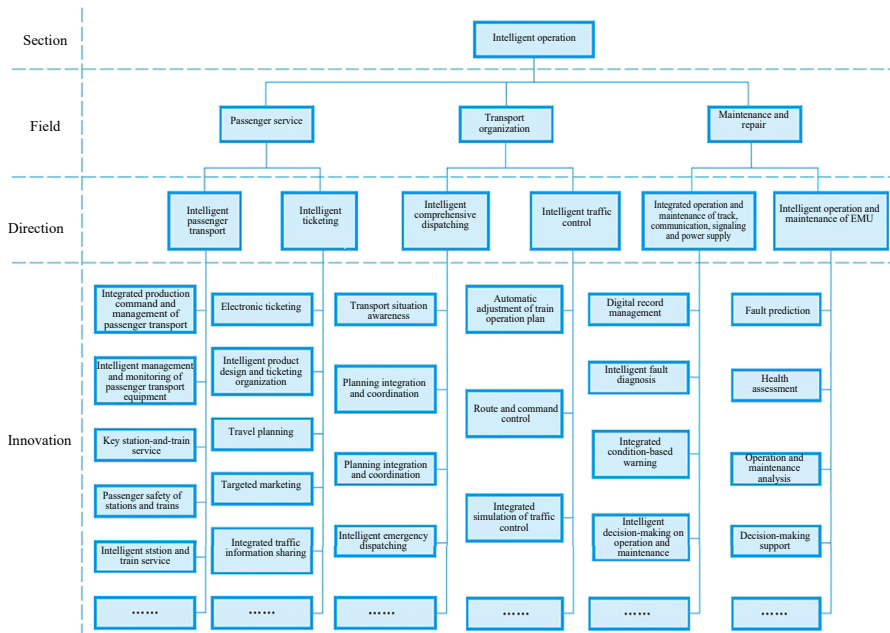 Section
Intelligent operation
Field
Passenger service
Transport
organization
Maintenance and
repair
Direction
Intelligent
passenger
transport
Intelligent
ticketing
Intelligent
comprehensive
dispatching
Intelligent traffic
control
Integrated operation and
maintenance of track,
communication, signaling
and power supply
Intelligent operation and
maintenance of EMU
Innovation
Integrated production
command and
management of
passenger transport
Intelligent management
and monitoring of
passenger transport
equipment
Key station-and-train
service
Passenger safety of
stations and trains
Intelligent ststion and
train service
......
Electronic ticketing
Intelligent product
design and ticketing
organization
Travel planning
Targeted marketing
Integrated traffic
information sharing
......
Transport situation
awareness
Planning integration
and coordination
Planning integration
and coordination
Intelligent emergency
dispatching
......
Automatic
adjustment of train
operation plan
Route and command
control
Integrated
simulation of traffic
control
......
Digital record
management
Intelligent fault
diagnosis
Integrated
condition-based
warning
Intelligent
decision-making on
operation and
maintenance
......
Fault prediction
Health
assessment
Operation and
maintenance
analysis
Decision-making
support
......